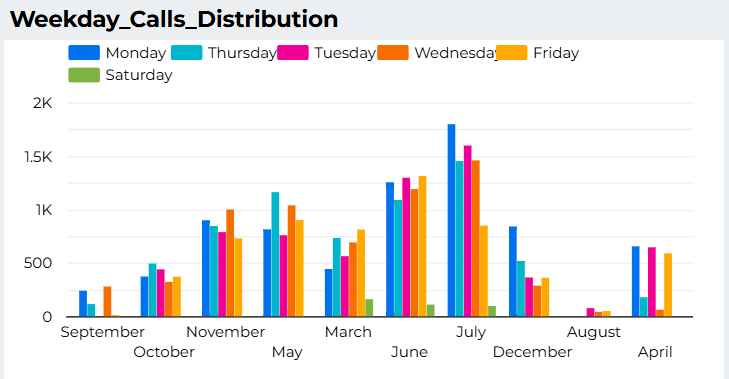 Weekday_Calls_Distribution
Monday Thursday Tuesday Wednesday Friday
Saturday
2K
1.5K
1K
500
0
September November March July August
October May June December April